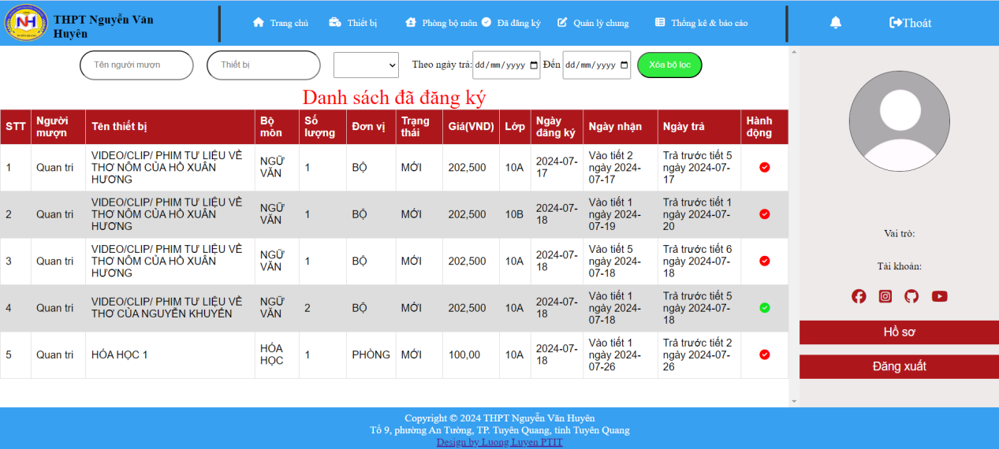 THPT Nguyễn Văn
Huyên
Trang chủ
Thiết bị
Phòng bộ môn
Đã đăng ký
Quản lý chung
Thống kê & báo cáo
Thoát
Tên người mượn
Thiết bị
Theo ngày trả: dd/mm/yyyy Đến dd/mm/yyyy
Xóa bộ lọc
Danh sách đã đăng ký
STT Người mượn Tên thiết bị Bộ môn Số lượng Đơn vị Trạng thái Giá(VND) Lớp Ngày đăng ký Ngày nhận Ngày trả Hành động
1 Quan tri VIDEO/CLIP/ PHIM TƯ LIỆU VỀ THƠ NÔM CỦA HỒ XUÂN HƯƠNG NGỮ VĂN 1 BỘ MỚI 202,500 10A 2024-07-17 Vào tiết 2 ngày 2024-07-17 Trả trước tiết 5 ngày 2024-07-17
2 Quan tri VIDEO/CLIP/ PHIM TƯ LIỆU VỀ THƠ NÔM CỦA HỒ XUÂN HƯƠNG NGỮ VĂN 1 BỘ MỚI 202,500 10B 2024-07-18 Vào tiết 1 ngày 2024-07-19 Trả trước tiết 1 ngày 2024-07-20
3 Quan tri VIDEO/CLIP/ PHIM TƯ LIỆU VỀ THƠ NÔM CỦA HỒ XUÂN HƯƠNG NGỮ VĂN 1 BỘ MỚI 202,500 10A 2024-07-18 Vào tiết 5 ngày 2024-07-18 Trả trước tiết 6 ngày 2024-07-18
4 Quan tri VIDEO/CLIP/ PHIM TƯ LIỆU VỀ THƠ CỦA NGUYỄN KHUYẾN NGỮ VĂN 2 BỘ MỚI 202,500 10A 2024-07-18 Vào tiết 1 ngày 2024-07-18 Trả trước tiết 5 ngày 2024-07-18
5 Quan tri HÓA HỌC 1 HÓA HỌC 1 PHÒNG MỚI 100,00 10A 2024-07-18 Vào tiết 1 ngày 2024-07-26 Trả trước tiết 2 ngày 2024-07-26
Vai trò:
Tài khoản:
Hồ sơ
Đăng xuất
Copyright © 2024 THPT Nguyễn Văn Huyên
Tổ 9, phường An Tường, TP. Tuyên Quang, tỉnh Tuyên Quang
Design by Luong Luyen PTIT